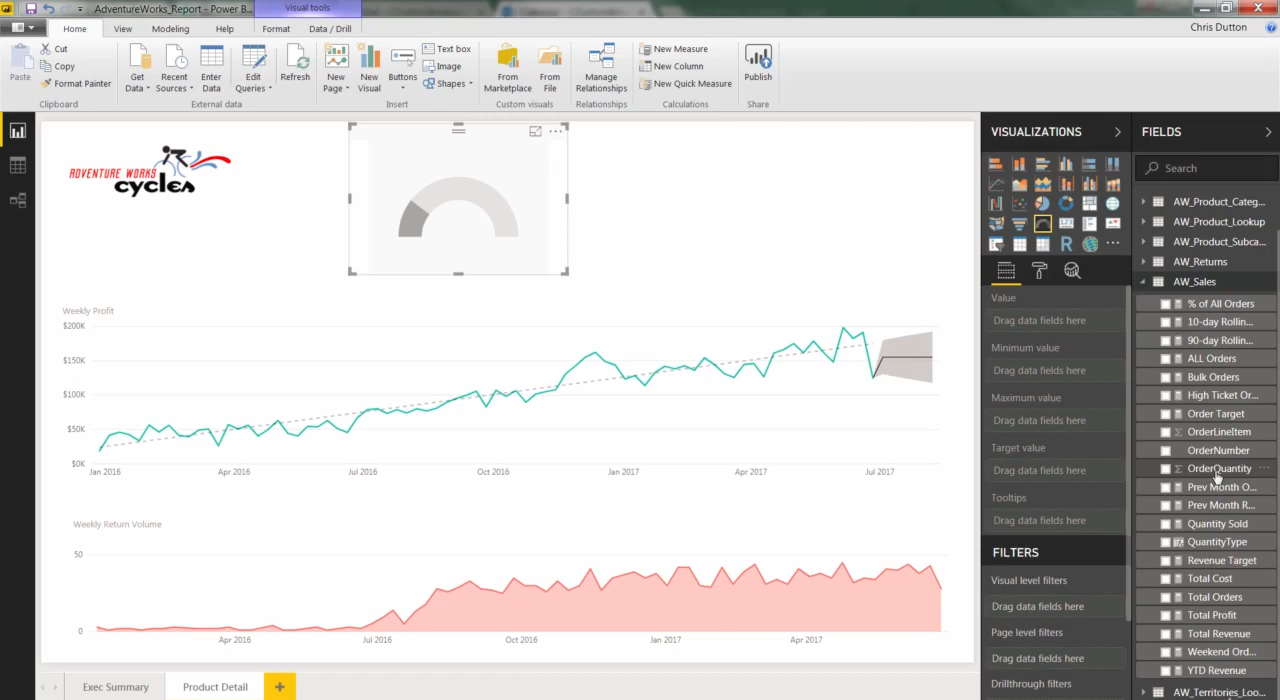 AdventureWorks_Report - Power B...
Visual tools
Home
View
Modeling
Help
Format
Data / Drill
Chris Dutton
Paste
Cut
Copy
Format Painter
Clipboard
Get
Data
Recent
Sources
Enter
Data
Edit
Queries
Refresh
External data
New
Page
New
Visual
Buttons
Text box
Image
Shapes
Insert
From
Marketplace
From
File
Custom visuals
Manage
Relationships
Relationships
New Measure
New Column
New Quick Measure
Calculations
Publish
Share
ADVENTURE WORKS
cycles
Weekly Profit
$200K
$150K
$100K
$50K
$0K
Jan 2016
Apr 2016
Jul 2016
Oct 2016
Jan 2017
Apr 2017
Jul 2017
Weekly Return Volume
50
0
Apr 2016
Jul 2016
Oct 2016
Jan 2017
Apr 2017
Exec Summary
Product Detail
VISUALIZATIONS
R
Value
Drag data fields here
Minimum value
Drag data fields here
Maximum value
Drag data fields here
Target value
Drag data fields here
Tooltips
Drag data fields here
FILTERS
Visual level filters
Drag data fields here
Page level filters
Drag data fields here
Drillthrough filters
FIELDS
Search
AW_Product_Categ...
AW_Product_Lookup
AW_Product_Subca...
AW_Returns
AW_Sales
% of All Orders
10-day Rollin...
90-day Rollin...
ALL Orders
Bulk Orders
High Ticket Or...
Order Target
OrderLineItem
OrderNumber
OrderQuantity
Prev Month O...
Prev Month R...
Quantity Sold
QuantityType
Revenue Target
Total Cost
Total Orders
Total Profit
Total Revenue
Weekend Ord...
YTD Revenue
AW_Territories_Loo...